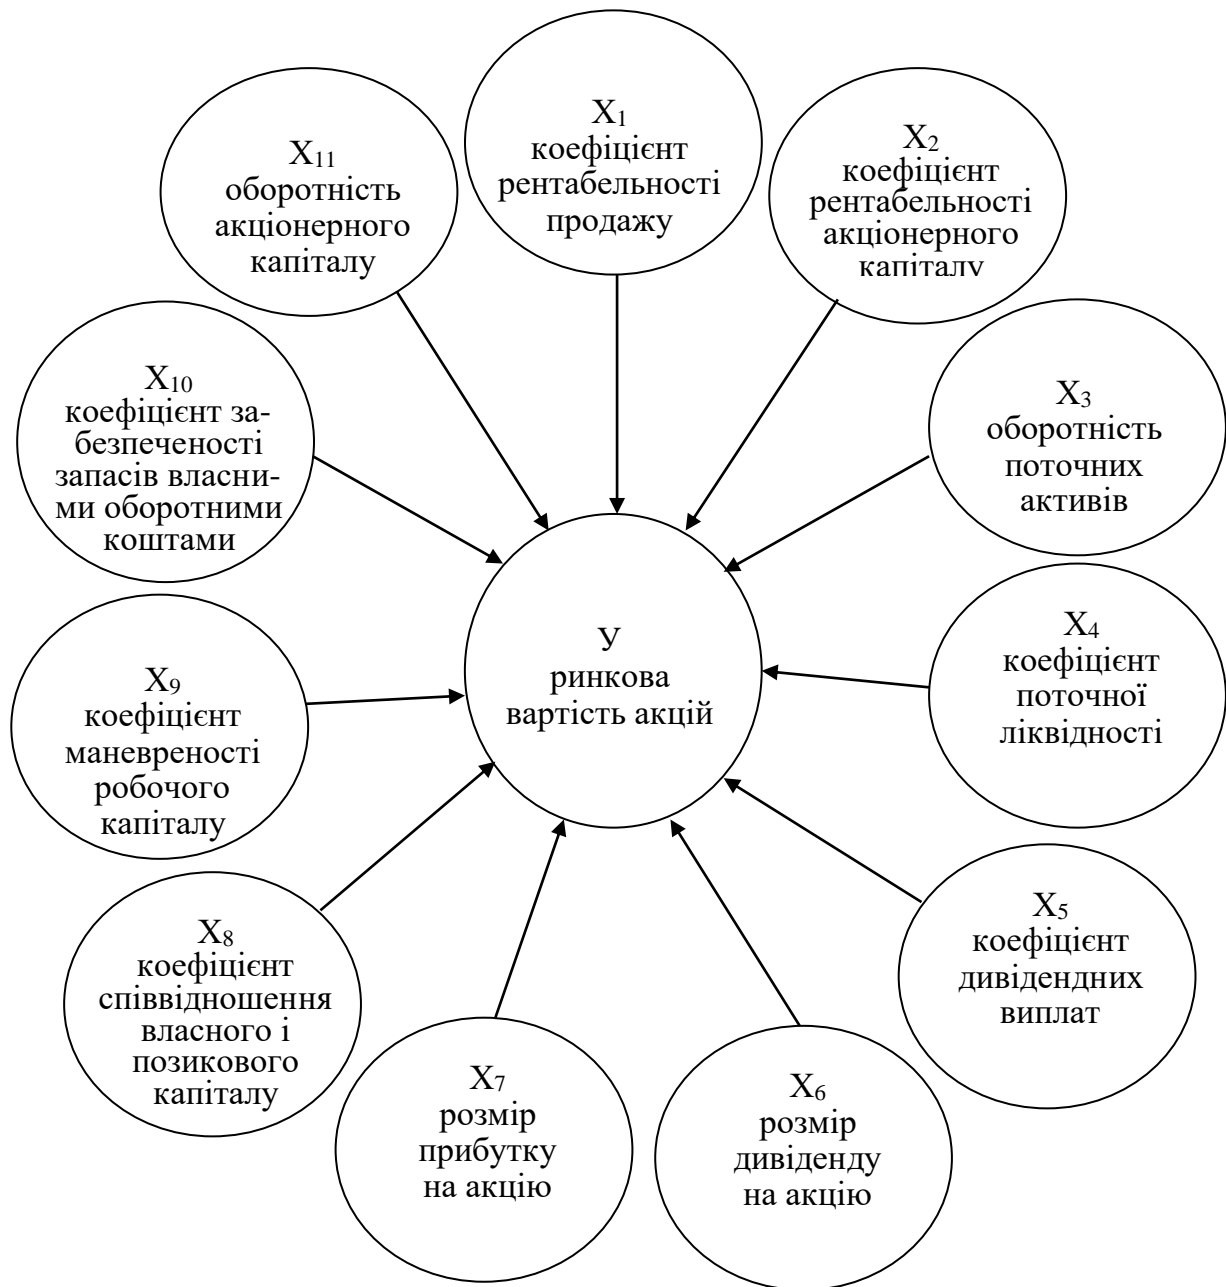 X1
коефіцієнт
рентабельності
продажу
X2
коефіцієнт
рентабельності
акціонерного
капіталу
X3
оборотність
поточних
активів
X4
коефіцієнт
поточної
ліквідності
X5
коефіцієнт
дивідендних
виплат
X6
розмір
дивіденду
на акцію
X7
розмір
прибутку
на акцію
X8
коефіцієнт
співвідношення
власного і
позикового
капіталу
X9
коефіцієнт
маневреності
робочого
капіталу
X10
коефіцієнт за-
безпеченості
запасів власни-
ми оборотними
коштами
X11
оборотність
акціонерного
капіталу
У
ринкова
вартість акцій